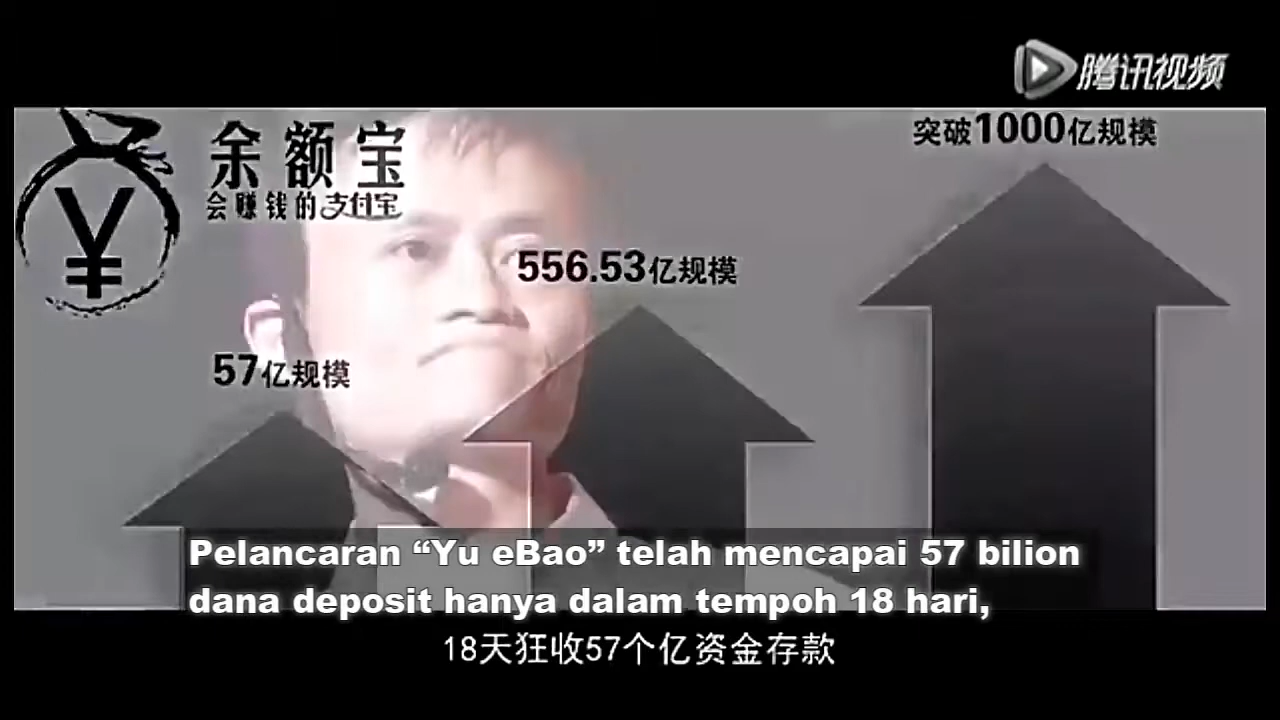 腾讯视频
余额宝
会赚钱的支付宝
突破1000亿规模
556.53亿规模
57亿规模
Pelancaran “Yu eBao” telah mencapai 57 bilion
dana deposit hanya dalam tempoh 18 hari,
18天狂收57个亿资金存款